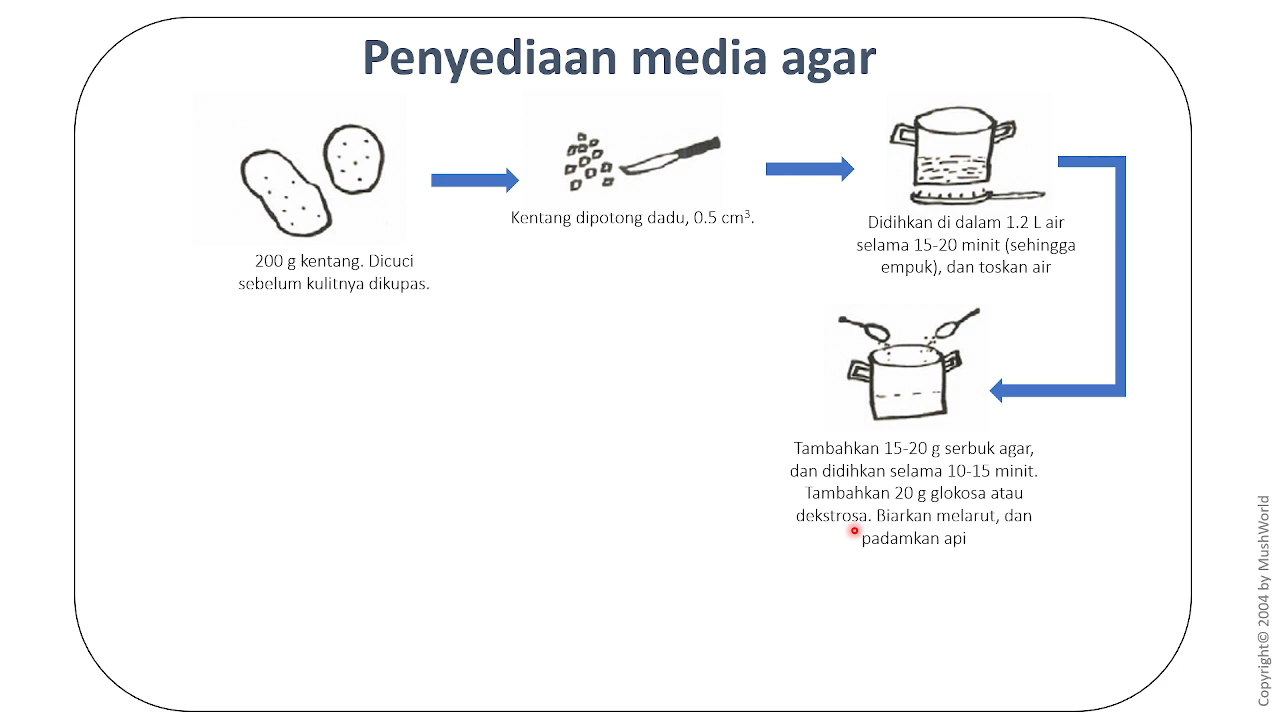 Penyediaan media agar
200 g kentang. Dicuci
sebelum kulitnya dikupas.
Kentang dipotong dadu, 0.5 cm³.
Didihkan di dalam 1.2 L air
selama 15-20 minit (sehingga
empuk), dan toskan air
Tambahkan 15-20 g serbuk agar,
dan didihkan selama 10-15 minit.
Tambahkan 20 g glokosa atau
dekstrosa. Biarkan melarut, dan
padamkan api
Copyright© 2004 by MushWorld